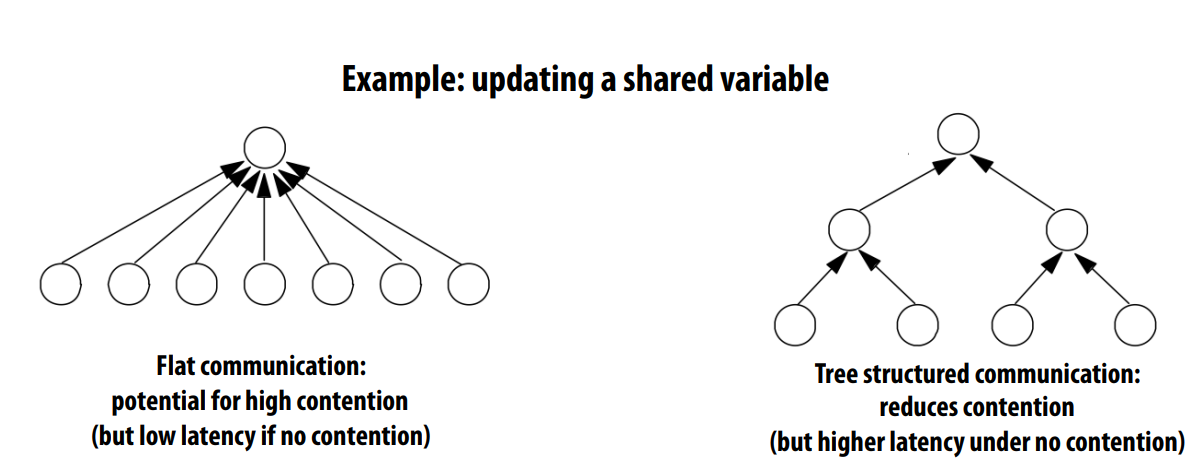 Example: updating a shared variable
Flat communication:
potential for high contention
(but low latency if no contention)
Tree structured communication:
reduces contention
(but higher latency under no contention)